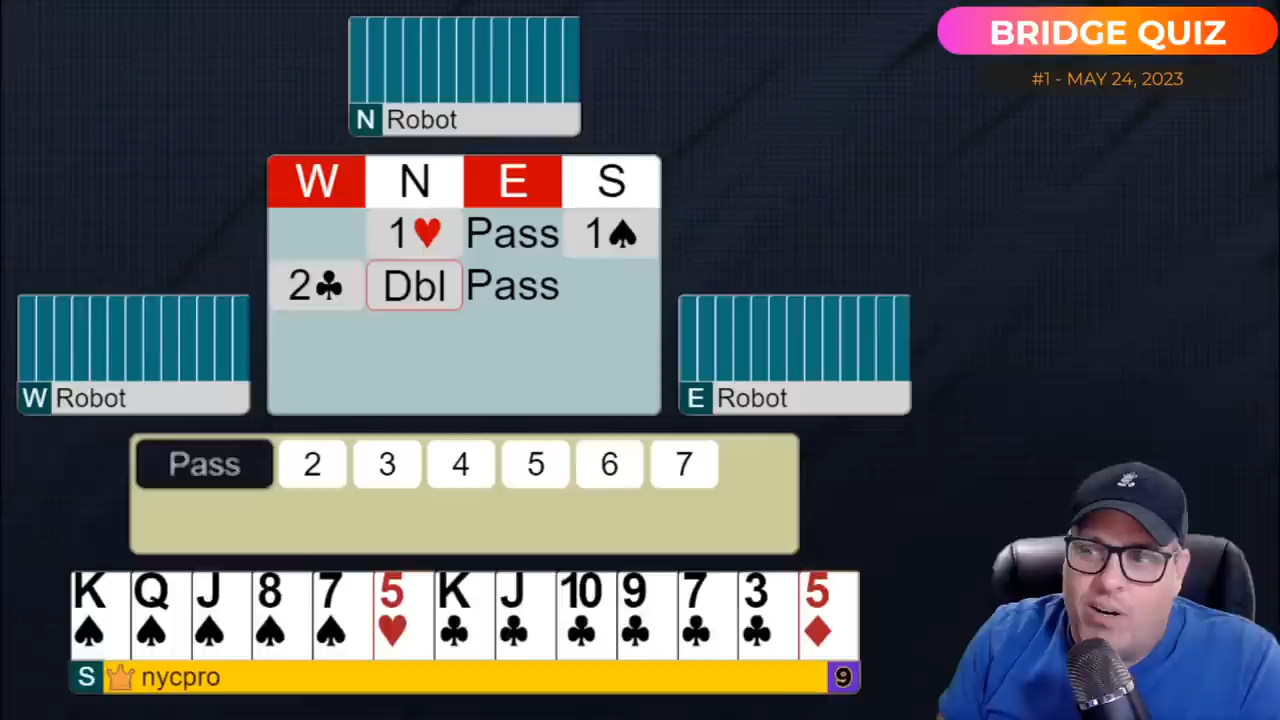 BRIDGE QUIZ
#1 - MAY 24, 2023
N Robot
W N E S
1♥ Pass 1♠
2♣ Dbl Pass
W Robot
E Robot
Pass 2 3 4 5 6 7
K Q J 8 7 5 K J 10 9 7 3 5
♠ ♠ ♠ ♠ ♠ ♥ ♣ ♣ ♣ ♣ ♣ ♣ ♦
S nycpro 9